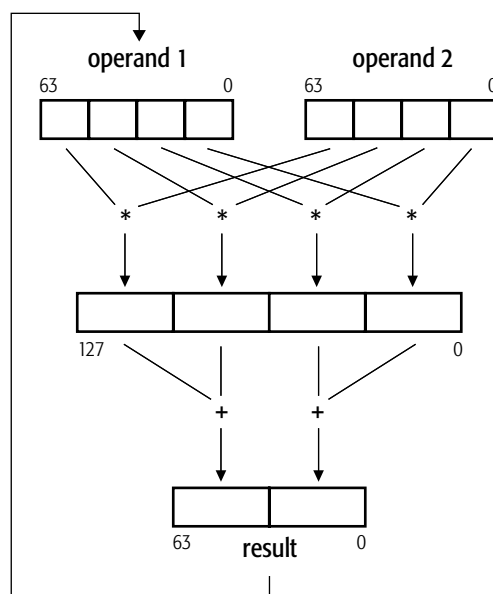 operand 1 operand 2
63 0 63 0
* * * *
127 0
+ +
63 result 0